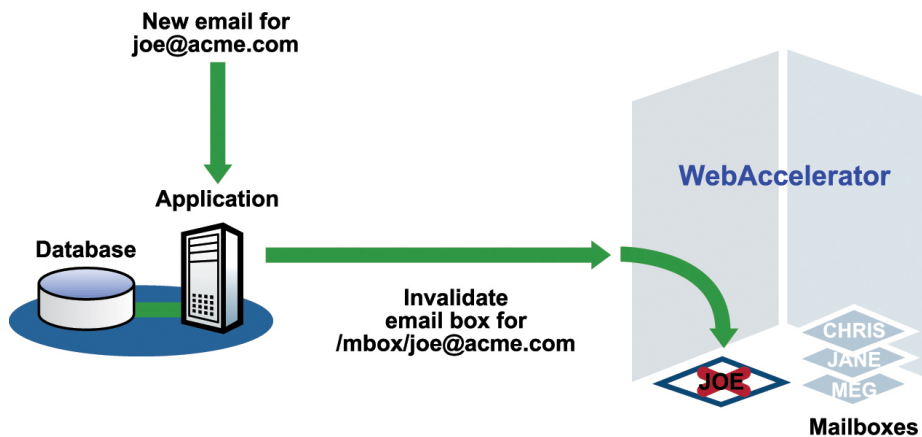 New email for
joe@acme.com
Application
Database
WebAccelerator
Invalidate
email box for
/mbox/joe@acme.com
CHRIS
JANE
JOE
MEG
Mailboxes